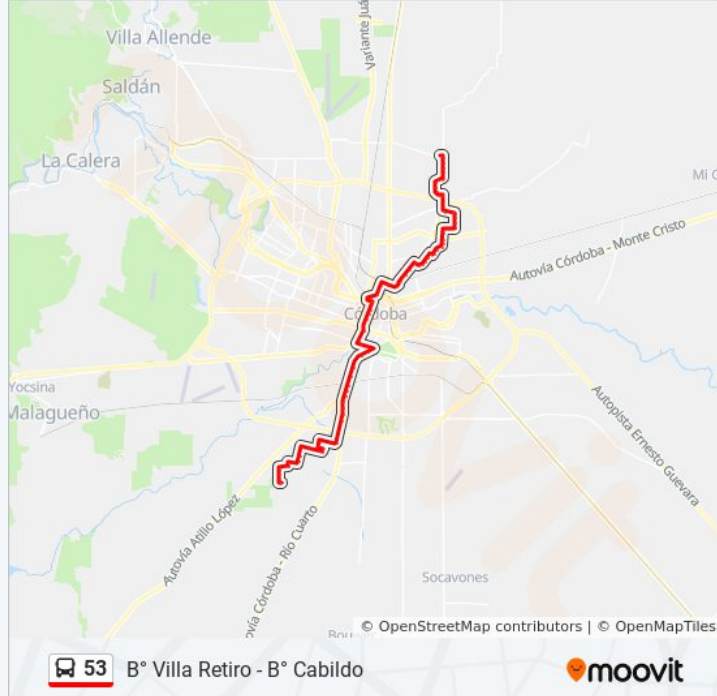 Villa Allende
Variante Juá
Saldán
La Calera
Mi G
Autovía Córdoba - Monte Cristo
Córdoba
Yocsina
Malagueño
Autopista Ernesto Guevara
Autovía Atilio López
ovía Córdoba - Río Cuarto
Socavones
Bou
© OpenStreetMap contributors | © OpenMapTiles
53 B° Villa Retiro - B° Cabildo
moovit